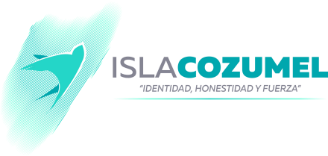 ISLACOZUMEL
"IDENTIDAD, HONESTIDAD Y FUERZA"